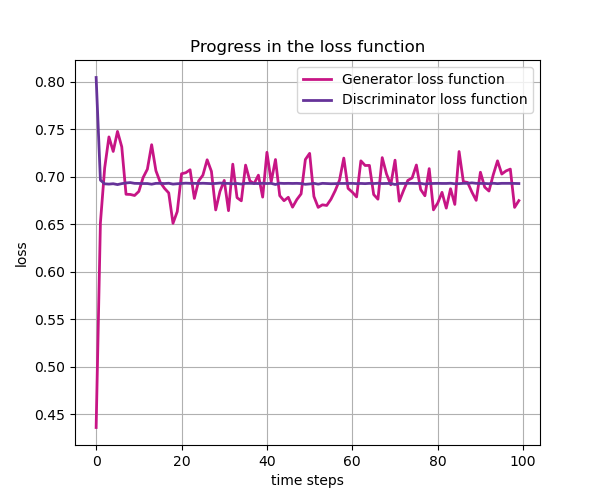 Progress in the loss function
Generator loss function
Discriminator loss function
0.80
0.75
0.70
0.65
0.60
0.55
0.50
0.45
loss
0
20
40
60
80
100
time steps